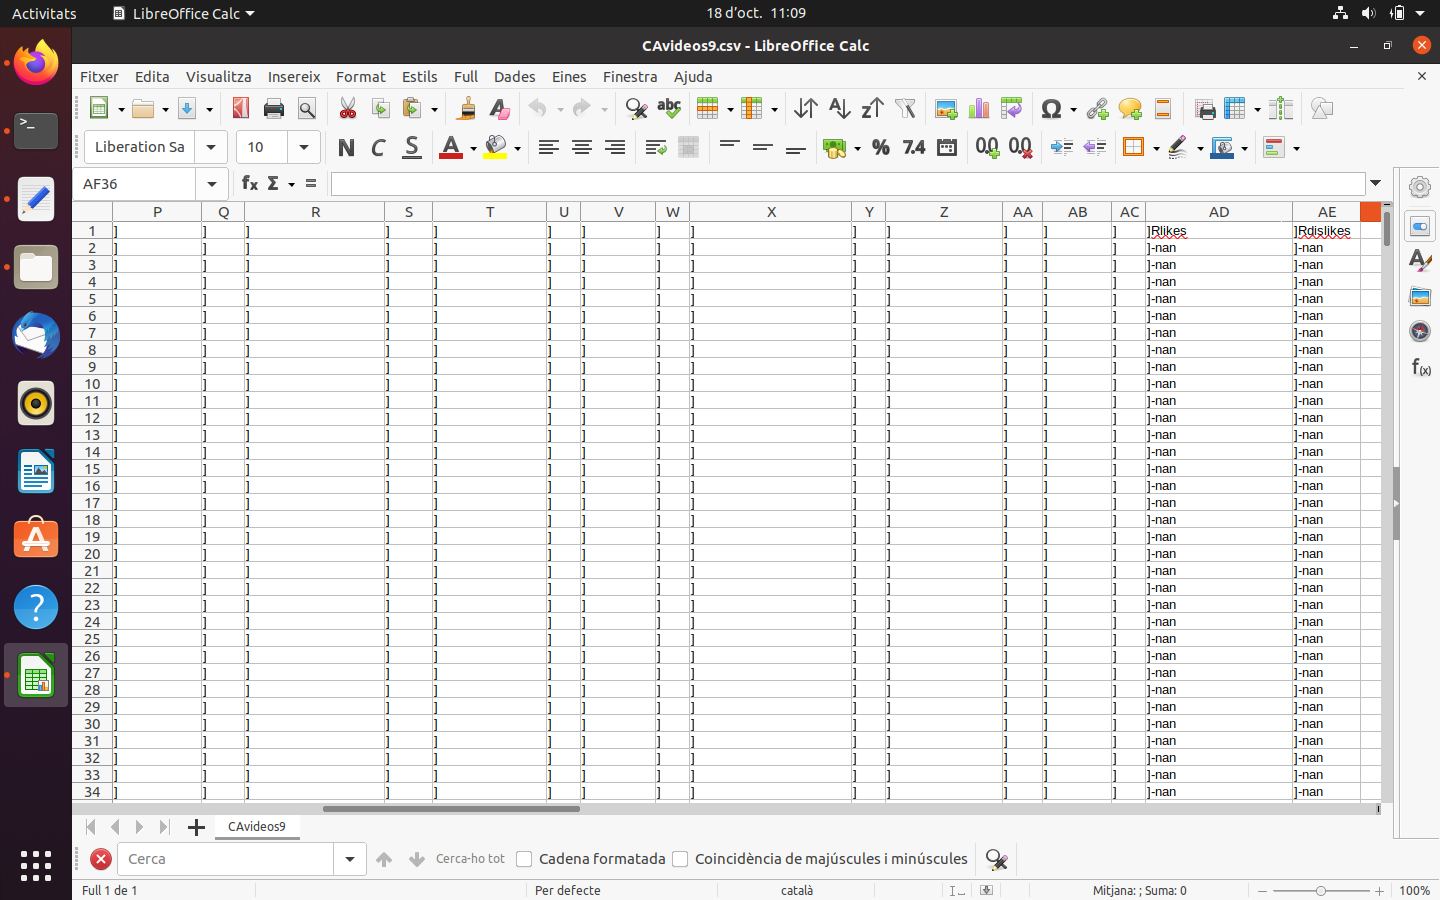 Activitats LibreOffice Calc 18 d'oct. 11:09
CAvideos9.csv - LibreOffice Calc
Fitxer Edita Visualitza Insereix Format Estils Full Dades Eines Finestra Ajuda
Liberation Sa 10 N C S A % 7.4 0.0 0.0
AF36 fx Σ =
P Q R S T U V W X Y Z AA AB AC AD AE
1 ] ] ] ] ] ] ] ] ] ] ] ] ] ] ]Rlikes ]Rdislikes
2 ] ] ] ] ] ] ] ] ] ] ] ] ] ] ]-nan ]-nan
3 ] ] ] ] ] ] ] ] ] ] ] ] ] ] ]-nan ]-nan
4 ] ] ] ] ] ] ] ] ] ] ] ] ] ] ]-nan ]-nan
5 ] ] ] ] ] ] ] ] ] ] ] ] ] ] ]-nan ]-nan
6 ] ] ] ] ] ] ] ] ] ] ] ] ] ] ]-nan ]-nan
7 ] ] ] ] ] ] ] ] ] ] ] ] ] ] ]-nan ]-nan
8 ] ] ] ] ] ] ] ] ] ] ] ] ] ] ]-nan ]-nan
9 ] ] ] ] ] ] ] ] ] ] ] ] ] ] ]-nan ]-nan
10 ] ] ] ] ] ] ] ] ] ] ] ] ] ] ]-nan ]-nan
11 ] ] ] ] ] ] ] ] ] ] ] ] ] ] ]-nan ]-nan
12 ] ] ] ] ] ] ] ] ] ] ] ] ] ] ]-nan ]-nan
13 ] ] ] ] ] ] ] ] ] ] ] ] ] ] ]-nan ]-nan
14 ] ] ] ] ] ] ] ] ] ] ] ] ] ] ]-nan ]-nan
15 ] ] ] ] ] ] ] ] ] ] ] ] ] ] ]-nan ]-nan
16 ] ] ] ] ] ] ] ] ] ] ] ] ] ] ]-nan ]-nan
17 ] ] ] ] ] ] ] ] ] ] ] ] ] ] ]-nan ]-nan
18 ] ] ] ] ] ] ] ] ] ] ] ] ] ] ]-nan ]-nan
19 ] ] ] ] ] ] ] ] ] ] ] ] ] ] ]-nan ]-nan
20 ] ] ] ] ] ] ] ] ] ] ] ] ] ] ]-nan ]-nan
21 ] ] ] ] ] ] ] ] ] ] ] ] ] ] ]-nan ]-nan
22 ] ] ] ] ] ] ] ] ] ] ] ] ] ] ]-nan ]-nan
23 ] ] ] ] ] ] ] ] ] ] ] ] ] ] ]-nan ]-nan
24 ] ] ] ] ] ] ] ] ] ] ] ] ] ] ]-nan ]-nan
25 ] ] ] ] ] ] ] ] ] ] ] ] ] ] ]-nan ]-nan
26 ] ] ] ] ] ] ] ] ] ] ] ] ] ] ]-nan ]-nan
27 ] ] ] ] ] ] ] ] ] ] ] ] ] ] ]-nan ]-nan
28 ] ] ] ] ] ] ] ] ] ] ] ] ] ] ]-nan ]-nan
29 ] ] ] ] ] ] ] ] ] ] ] ] ] ] ]-nan ]-nan
30 ] ] ] ] ] ] ] ] ] ] ] ] ] ] ]-nan ]-nan
31 ] ] ] ] ] ] ] ] ] ] ] ] ] ] ]-nan ]-nan
32 ] ] ] ] ] ] ] ] ] ] ] ] ] ] ]-nan ]-nan
33 ] ] ] ] ] ] ] ] ] ] ] ] ] ] ]-nan ]-nan
34 ] ] ] ] ] ] ] ] ] ] ] ] ] ] ]-nan ]-nan
CAvideos9
Cerca Cerca-ho tot Cadena formatada Coincidència de majúscules i minúscules
Full 1 de 1 Per defecte català Mitjana: ; Suma: 0 100%